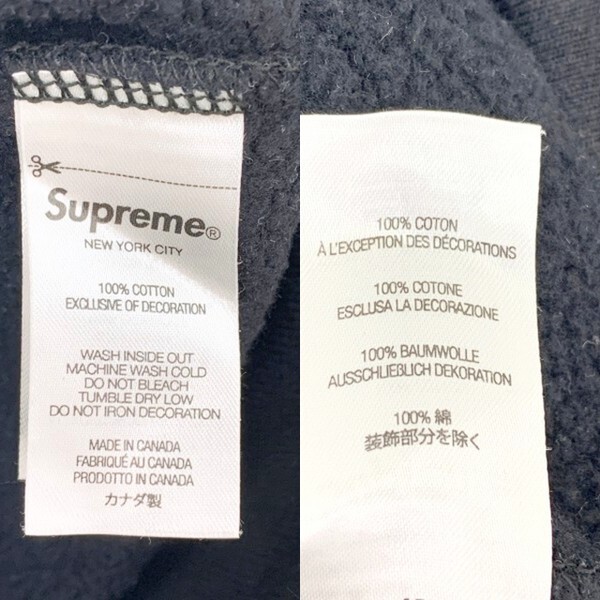 Supreme®
NEW YORK CITY
100% COTTON
EXCLUSIVE OF DECORATION
WASH INSIDE OUT
MACHINE WASH COLD
DO NOT BLEACH
TUMBLE DRY LOW
DO NOT IRON DECORATION
MADE IN CANADA
FABRIQUÉ AU CANADA
PRODOTTO IN CANADA
カナダ製
100% COTON
À L'EXCEPTION DES DÉCORATIONS
100% COTONE
ESCLUSA LA DECORAZIONE
100% BAUMWOLLE
AUSSCHLIEßLICH DEKORATION
100% 綿
装飾部分を除く